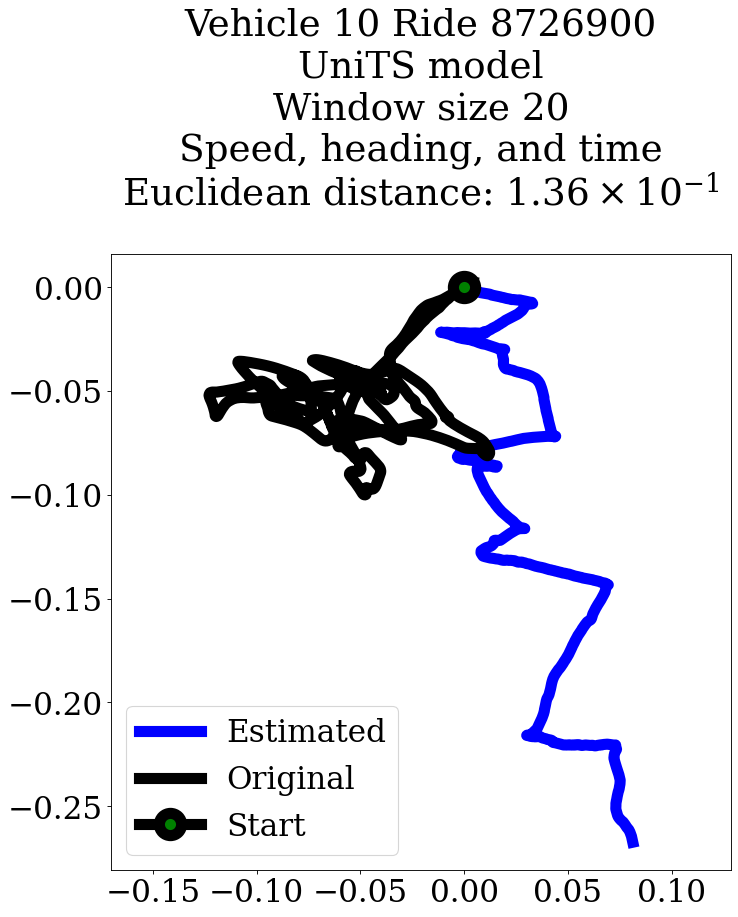 Vehicle 10 Ride 8726900
UniTS model
Window size 20
Speed, heading, and time
Euclidean distance: 1.36 × 10⁻¹
0.00
−0.05
−0.10
−0.15
−0.20
−0.25
Estimated
Original
Start
−0.15 −0.10 −0.05 0.00 0.05 0.10